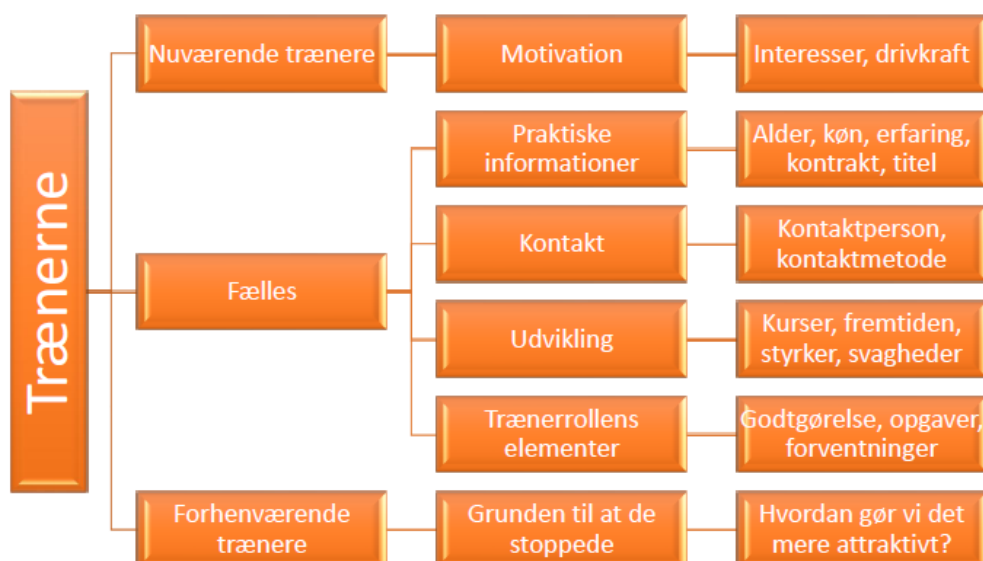 Trænerne
Nuværende trænere
Motivation
Interesser, drivkraft
Fælles
Praktiske
informationer
Alder, køn, erfaring,
kontrakt, titel
Kontakt
Kontaktperson,
kontaktmetode
Udvikling
Kurser, fremtiden,
styrker, svagheder
Trænerrollens
elementer
Godtgørelse, opgaver,
forventninger
Forhenværende
trænere
Grunden til at de
stoppede
Hvordan gør vi det
mere attraktivt?